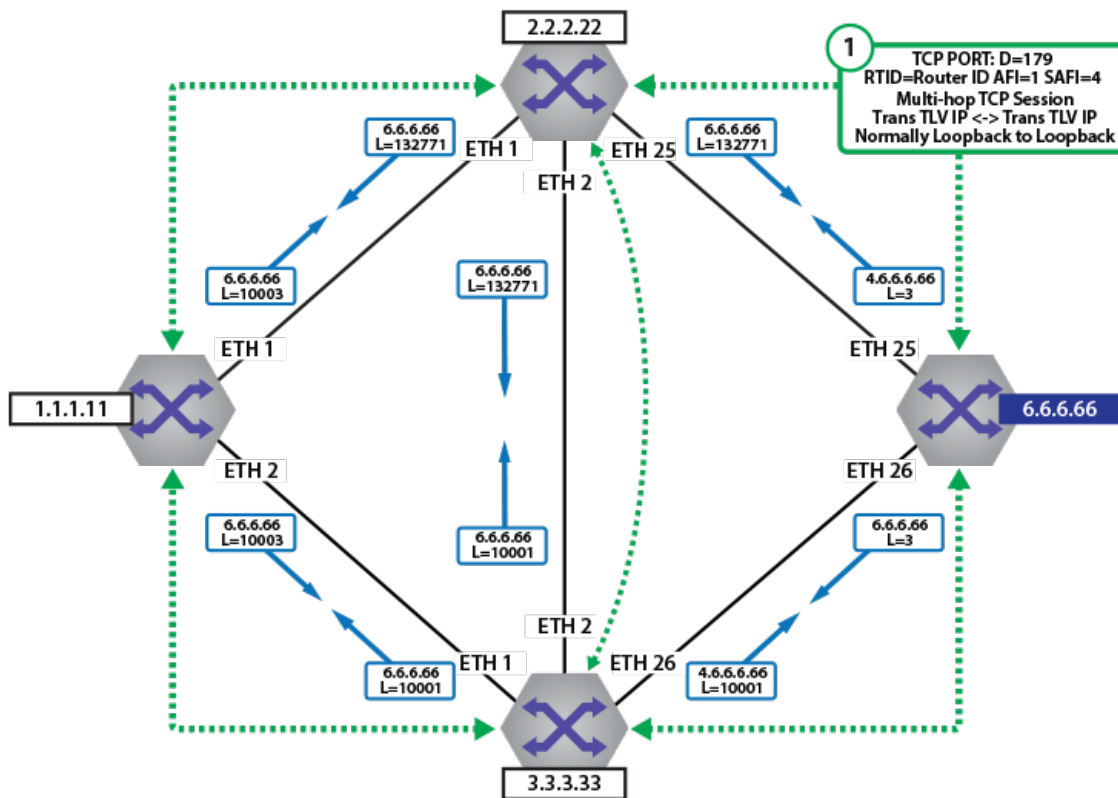 2.2.2.22
1
TCP PORT: D=179
RTID=Router ID AFI=1 SAFI=4
Multi-hop TCP Session
Trans TLV IP <-> Trans TLV IP
Normally Loopback to Loopback
6.6.6.66
L=132771
ETH 1
ETH 25
6.6.6.66
L=132771
ETH 2
6.6.6.66
L=10003
6.6.6.66
L=132771
4.6.6.6.66
L=3
ETH 1
ETH 25
1.1.1.11
6.6.6.66
ETH 2
ETH 26
6.6.6.66
L=10003
6.6.6.66
L=10001
6.6.6.66
L=3
ETH 2
ETH 1
ETH 26
6.6.6.66
L=10001
4.6.6.6.66
L=10001
3.3.3.33